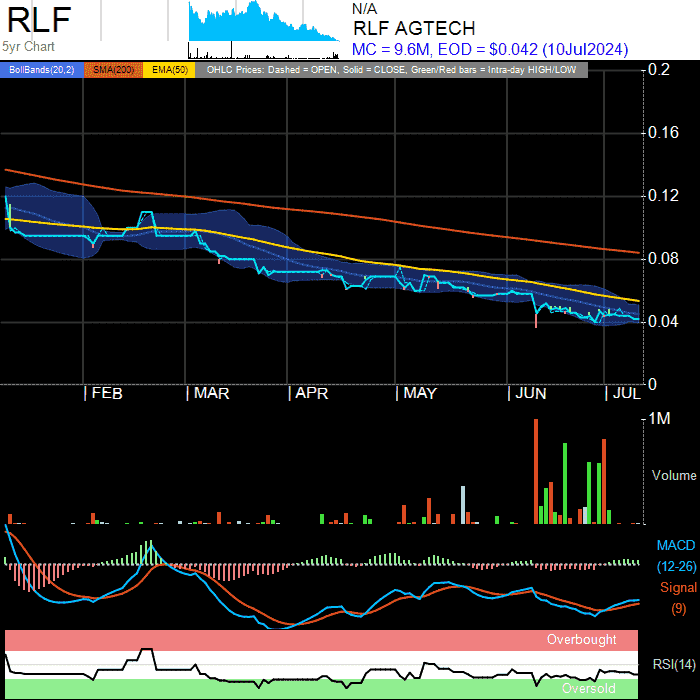 RLF
5yr Chart
N/A
RLF AGTECH
MC = 9.6M, EOD = $0.042 (10Jul2024)
BollBands(20,2) SMA(200) EMA(50) OHLC Prices: Dashed = OPEN, Solid = CLOSE, Green/Red bars = Intra-day HIGH/LOW
0.2
0.16
0.12
0.08
0.04
0
| FEB | MAR | APR | MAY | JUN | JUL
1M
Volume
MACD
(12-26)
Signal
(9)
Overbought
RSI(14)
Oversold